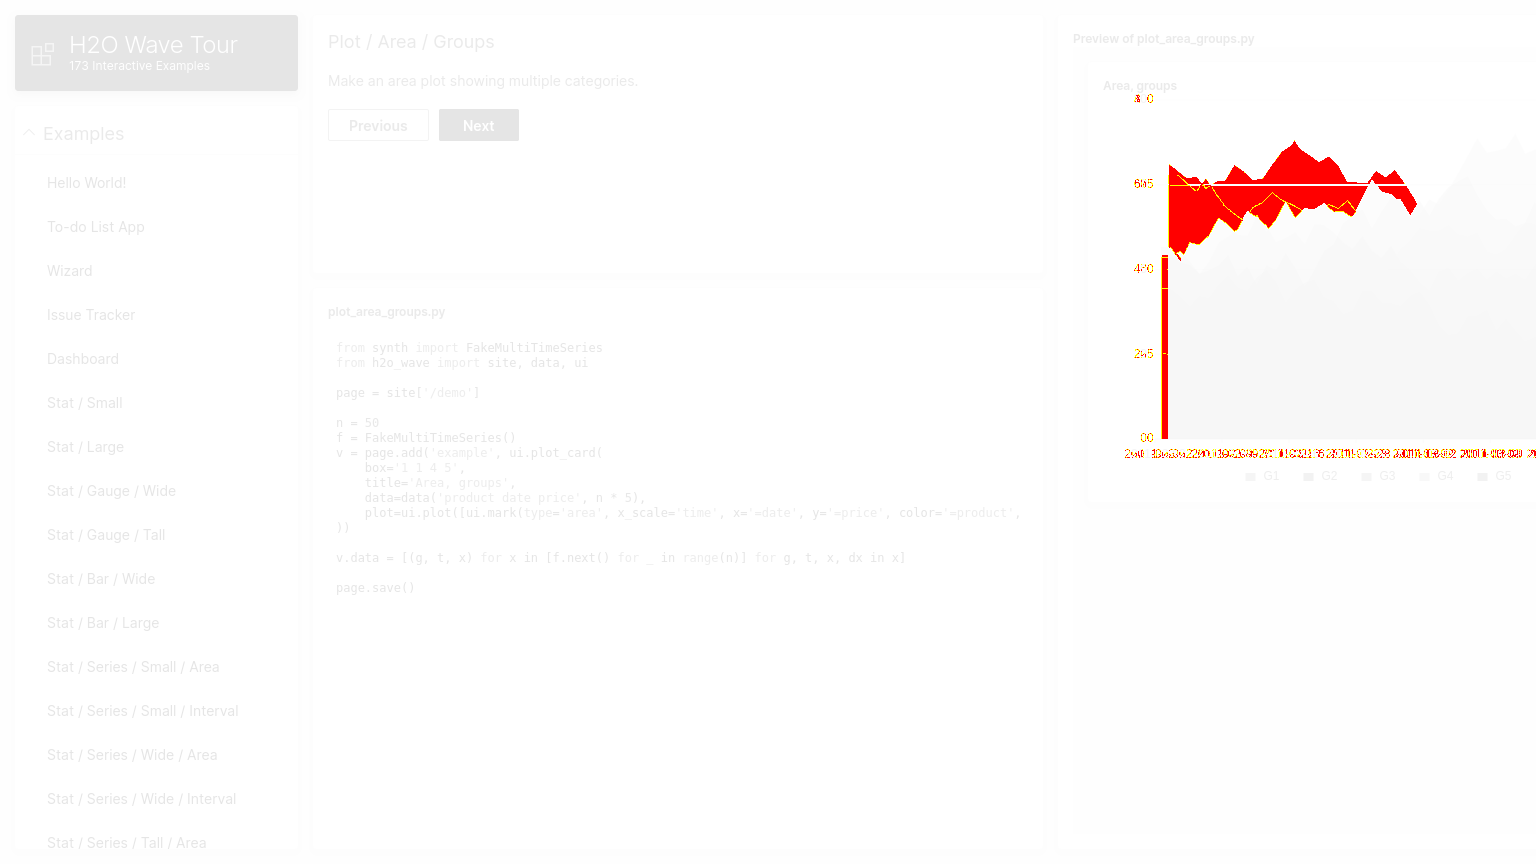 H2O Wave Tour
173 Interactive Examples
Examples
Hello World!
To-do List App
Wizard
Issue Tracker
Dashboard
Stat / Small
Stat / Large
Stat / Gauge / Wide
Stat / Gauge / Tall
Stat / Bar / Wide
Stat / Bar / Large
Stat / Series / Small / Area
Stat / Series / Small / Interval
Stat / Series / Wide / Area
Stat / Series / Wide / Interval
Stat / Series / Tall / Area
Plot / Area / Groups
Make an area plot showing multiple categories.
Previous
Next
plot_area_groups.py
from synth import FakeMultiTimeSeries
from h2o_wave import site, data, ui
page = site['/demo']
n = 50
f = FakeMultiTimeSeries()
v = page.add('example', ui.plot_card(
box='1 1 4 5',
title='Area, groups',
data=data('product date price', n * 5),
plot=ui.plot([ui.mark(type='area', x_scale='time', x='=date', y='=price', color='=product',
))
v.data = [(g, t, x) for x in [f.next() for _ in range(n)] for g, t, x, dx in x]
page.save()
Preview of plot_area_groups.py
Area, groups
G1
G2
G3
G4
G5